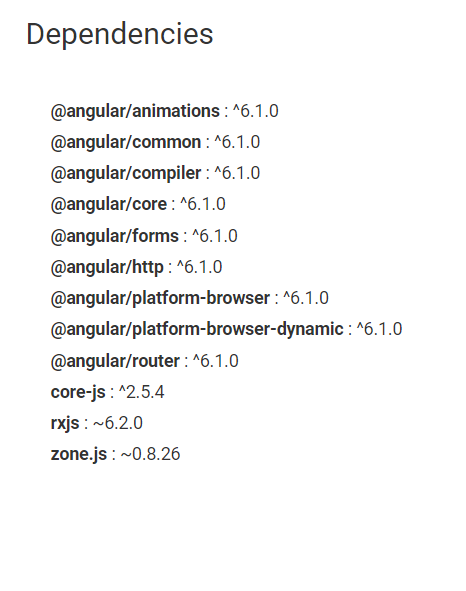 Dependencies
@angular/animations : ^6.1.0
@angular/common : ^6.1.0
@angular/compiler : ^6.1.0
@angular/core : ^6.1.0
@angular/forms : ^6.1.0
@angular/http : ^6.1.0
@angular/platform-browser : ^6.1.0
@angular/platform-browser-dynamic : ^6.1.0
@angular/router : ^6.1.0
core-js : ^2.5.4
rxjs : ~6.2.0
zone.js : ~0.8.26